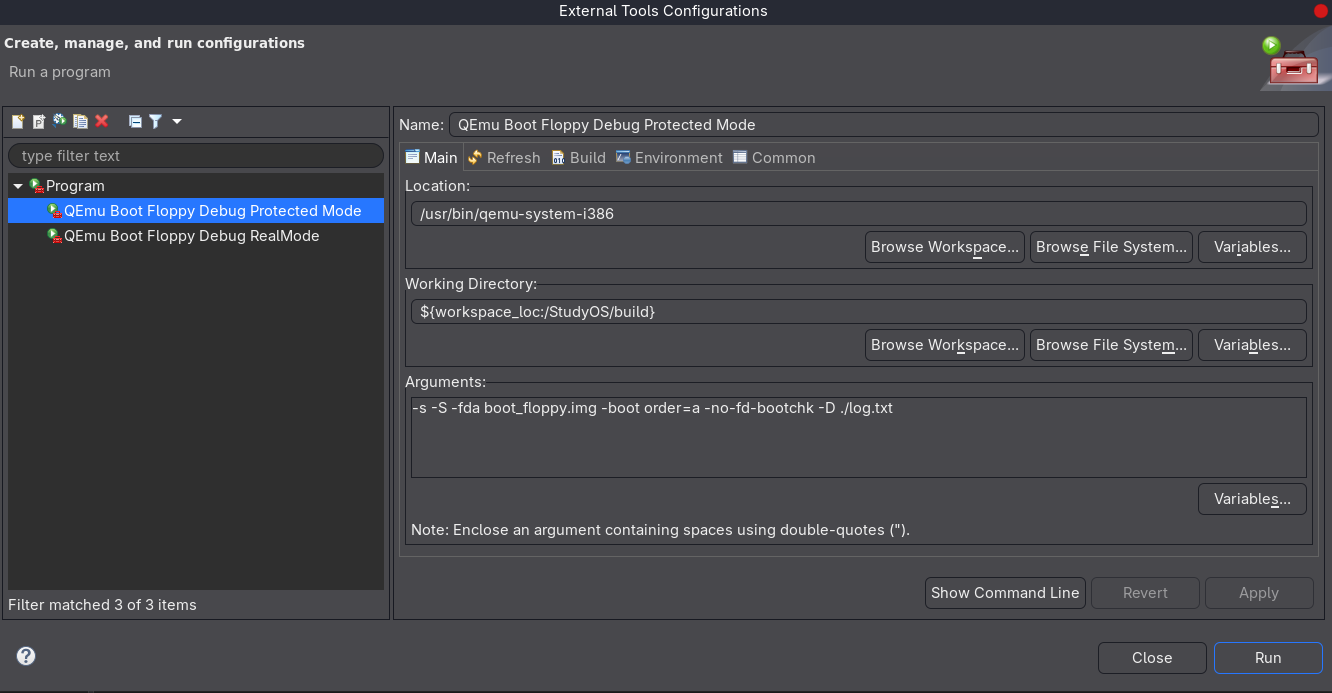 External Tools Configurations
Create, manage, and run configurations
Run a program
type filter text
Program
QEmu Boot Floppy Debug Protected Mode
QEmu Boot Floppy Debug RealMode
Filter matched 3 of 3 items
Name: QEmu Boot Floppy Debug Protected Mode
Main Refresh Build Environment Common
Location:
/usr/bin/qemu-system-i386
Browse Workspace... Browse File System... Variables...
Working Directory:
${workspace_loc:/StudyOS/build}
Browse Workspace... Browse File System... Variables...
Arguments:
-s -S -fda boot_floppy.img -boot order=a -no-fd-bootchk -D ./log.txt
Variables...
Note: Enclose an argument containing spaces using double-quotes (").
Show Command Line Revert Apply
?
Close Run